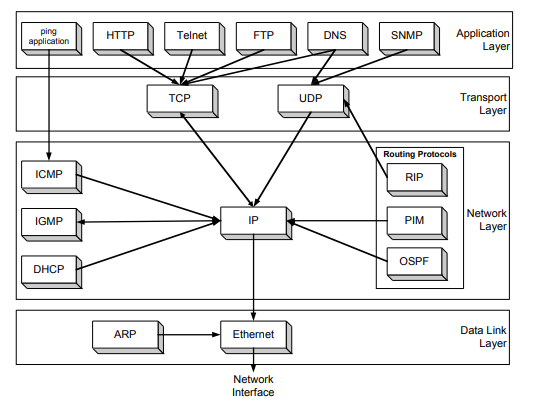 ping
application
HTTP
Telnet
FTP
DNS
SNMP
Application
Layer
TCP
UDP
Transport
Layer
Routing Protocols
ICMP
RIP
IGMP
IP
PIM
Network
Layer
DHCP
OSPF
ARP
Ethernet
Data Link
Layer
Network
Interface